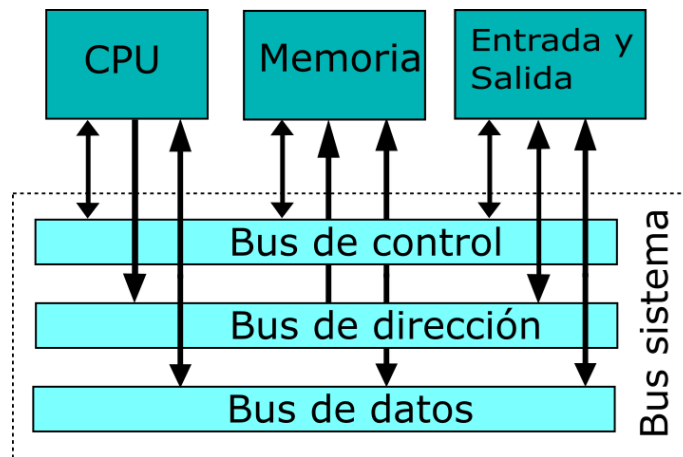 CPU
Memoria
Entrada y
Salida
Bus de control
Bus de dirección
Bus de datos
Bus sistema